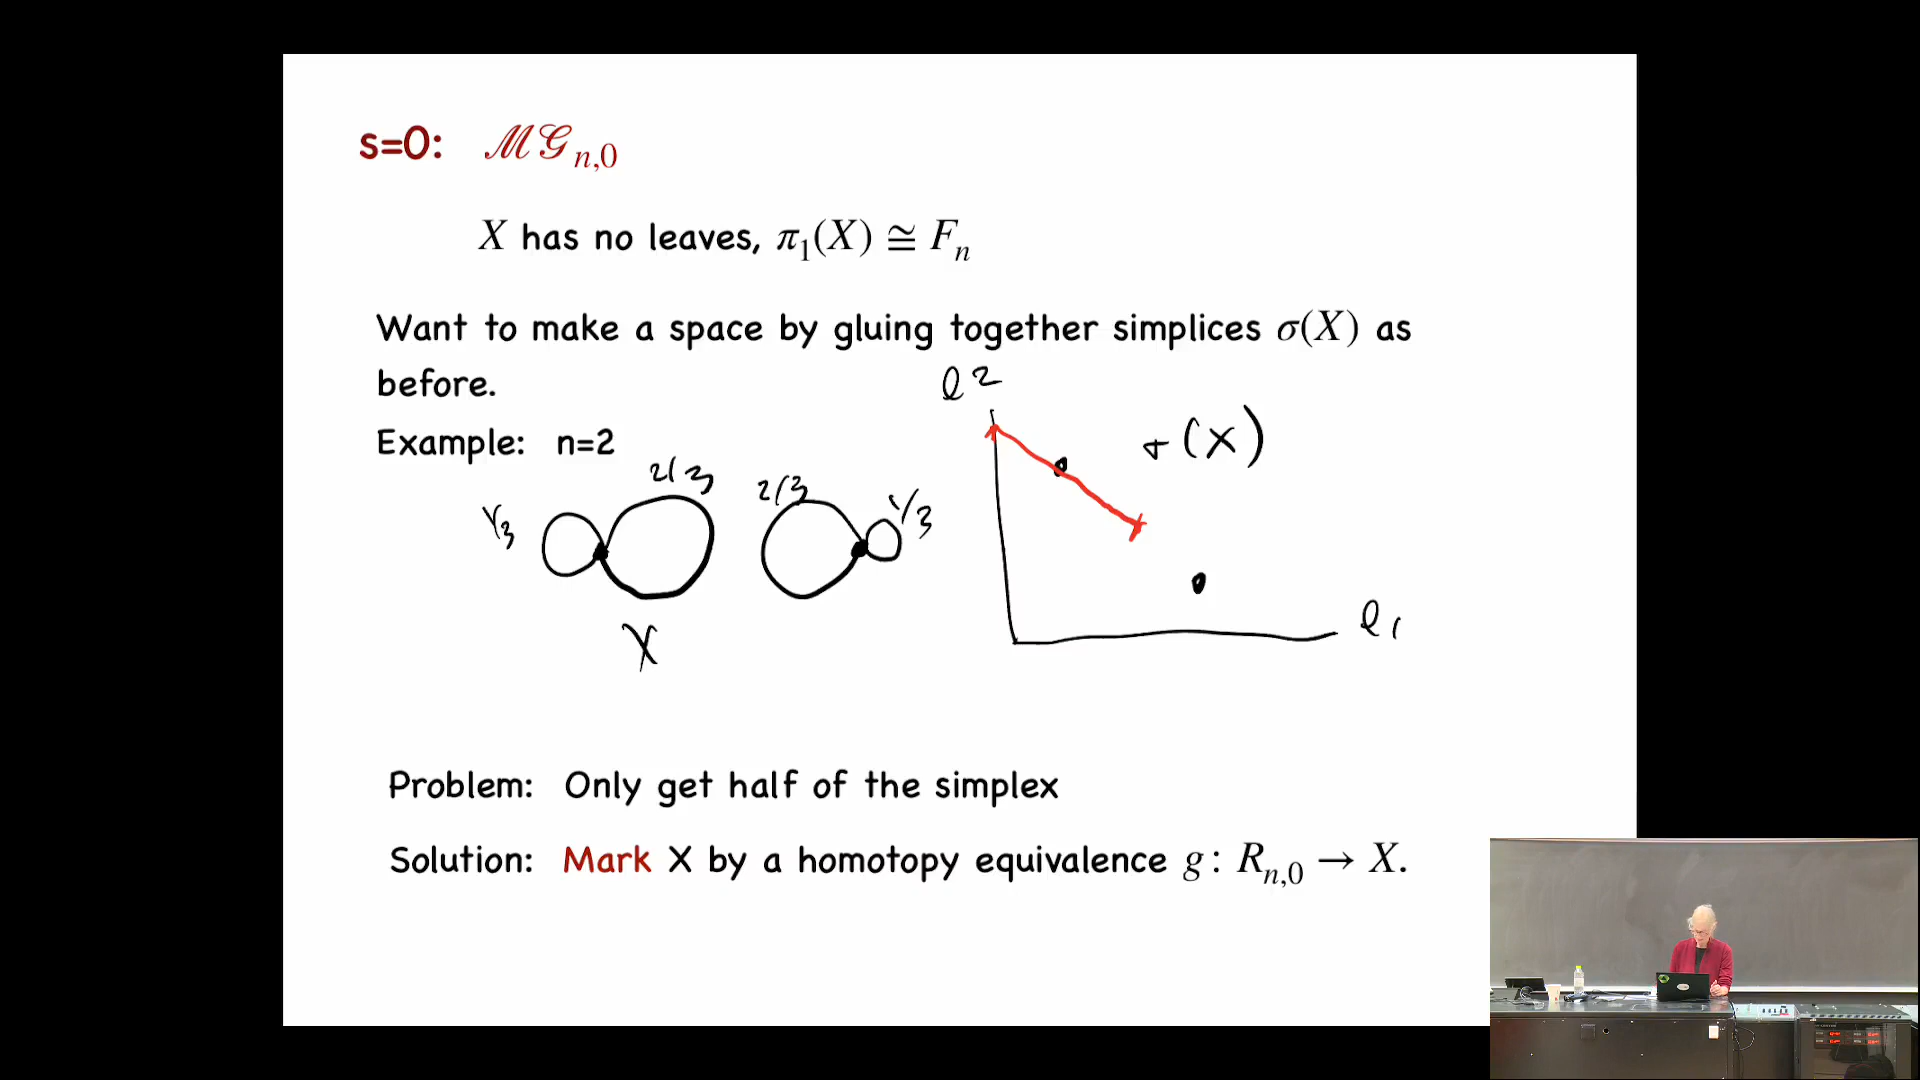 s=0: ℳ𝒢n,0
X has no leaves, π1(X) ≅ Fn
Want to make a space by gluing together simplices σ(X) as
before.
ℓ2
Example: n=2
σ(X)
1/3 2/3 2/3 1/3
X
ℓ1
Problem: Only get half of the simplex
Solution: Mark X by a homotopy equivalence g: Rn,0 → X.